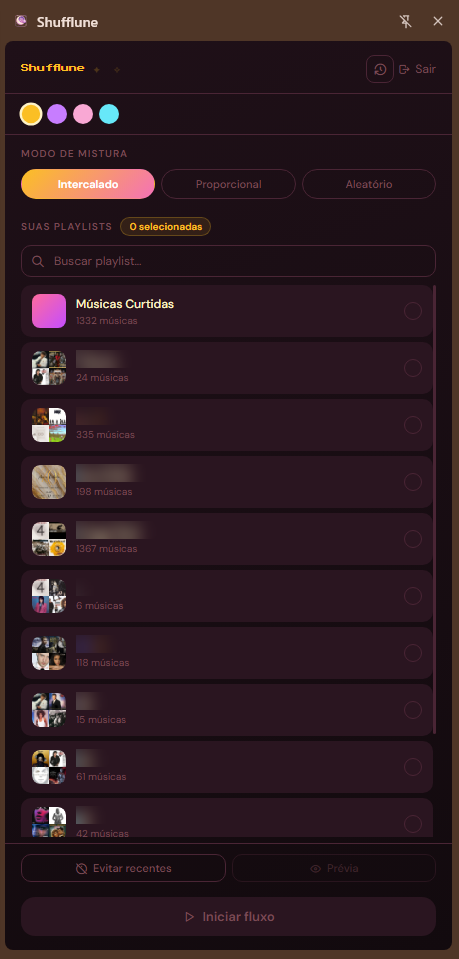 Shufflune
Shufflune
Sair
MODO DE MISTURA
Intercalado
Proporcional
Aleatório
SUAS PLAYLISTS
0 selecionadas
Buscar playlist...
Músicas Curtidas
1332 músicas
24 músicas
335 músicas
198 músicas
1367 músicas
6 músicas
118 músicas
15 músicas
61 músicas
42 músicas
Evitar recentes
Prévia
Iniciar fluxo